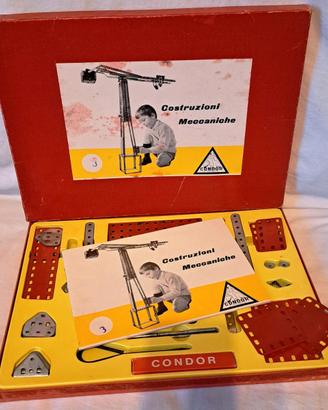 Costruzioni
Meccaniche
3
CONDOR
Costruzioni
Meccaniche
3
CONDOR
CONDOR